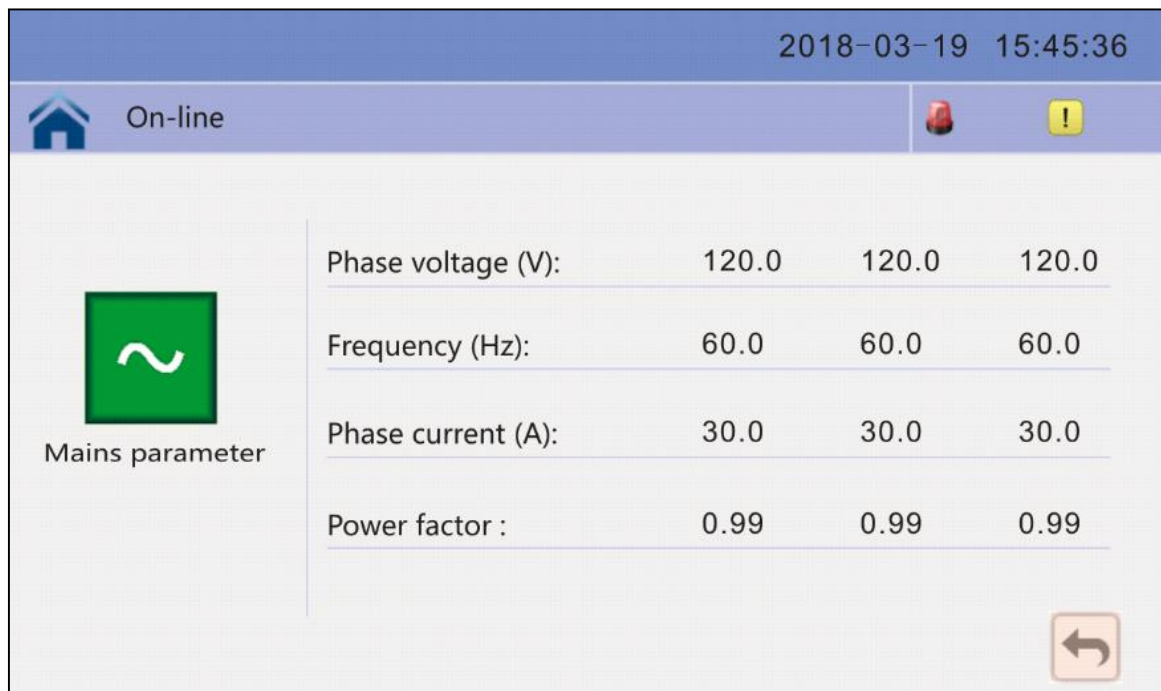 2018-03-19 15:45:36
On-line
!
Phase voltage (V): 120.0 120.0 120.0
Frequency (Hz): 60.0 60.0 60.0
Mains parameter
Phase current (A): 30.0 30.0 30.0
Power factor : 0.99 0.99 0.99